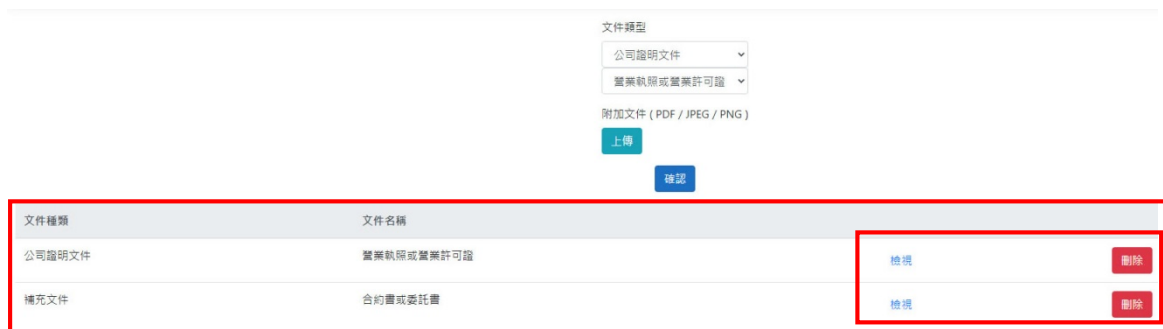 文件類型
公司證明文件
營業執照或營業許可證
附加文件 ( PDF / JPEG / PNG )
上傳
確認
文件種類 文件名稱
公司證明文件 營業執照或營業許可證 檢視 刪除
補充文件 合約書或委託書 檢視 刪除